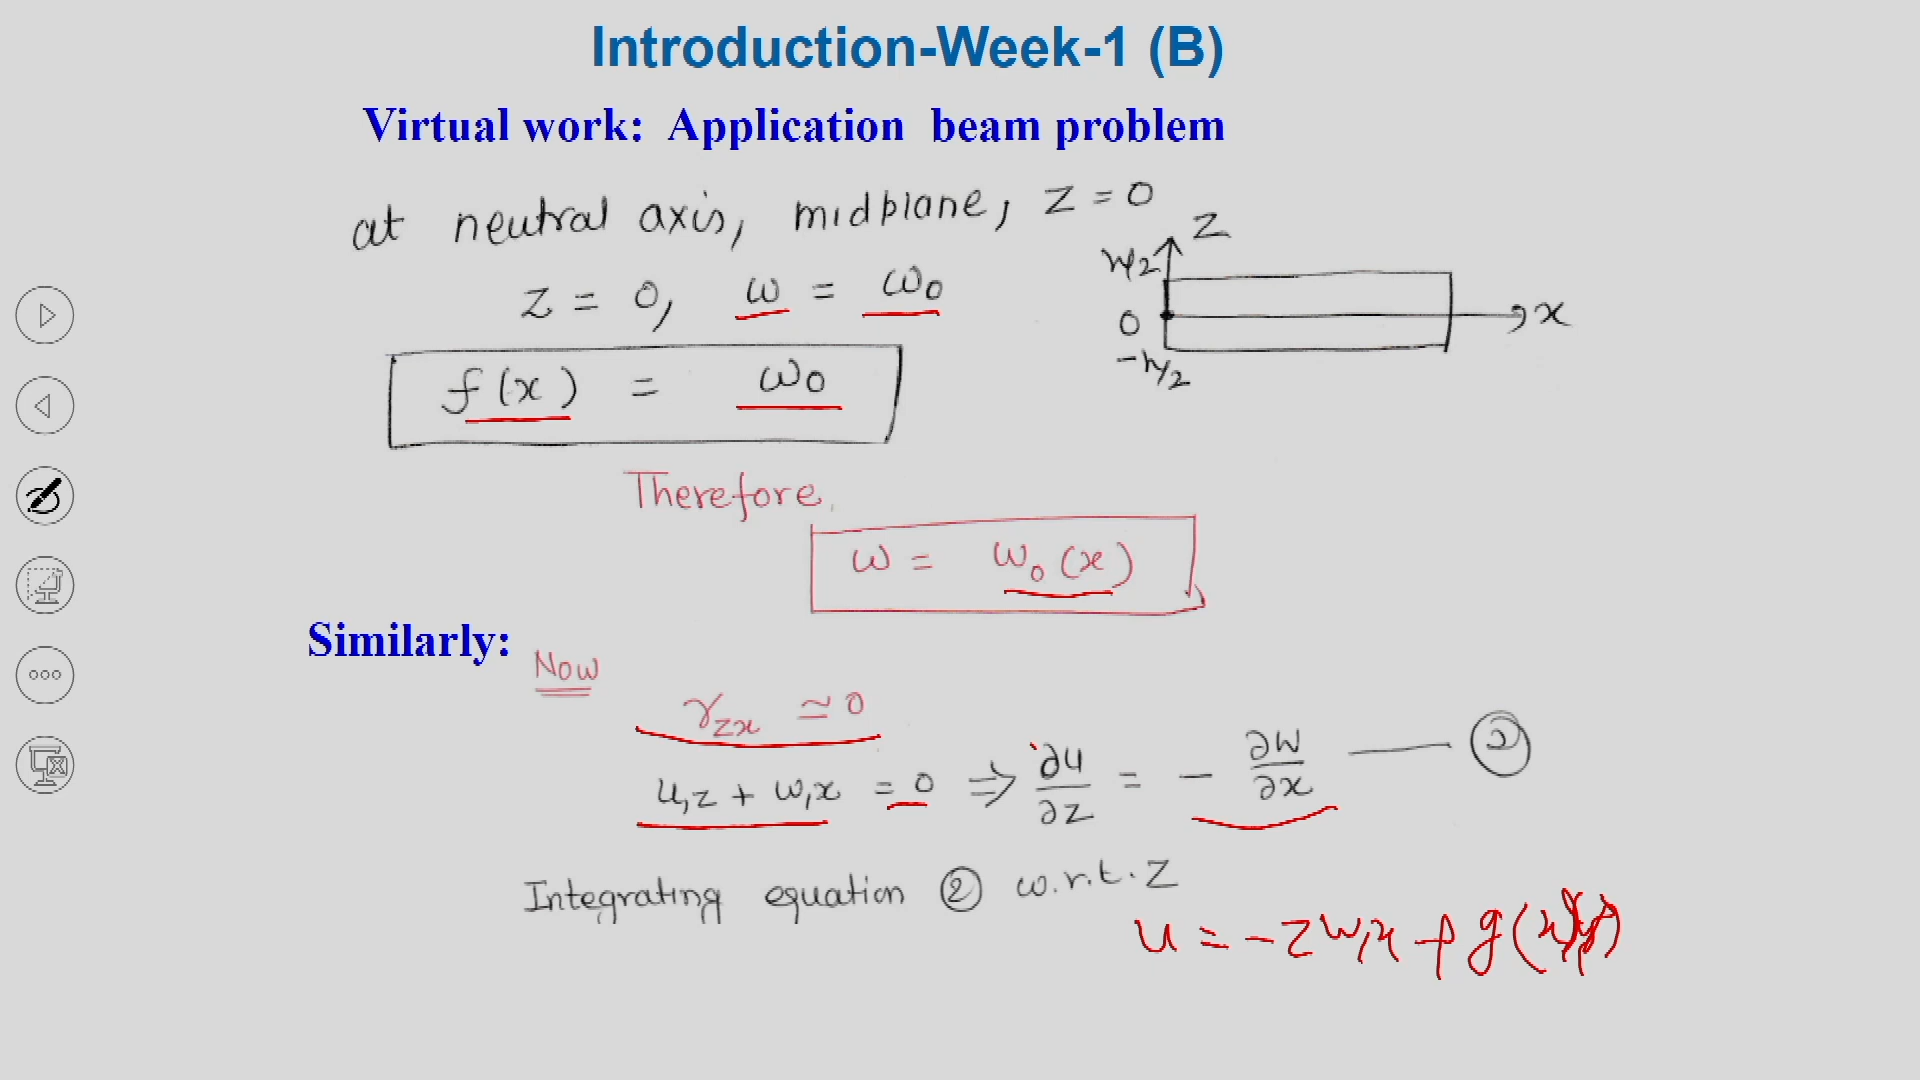 Introduction-Week-1 (B)
Virtual work: Application beam problem
at neutral axis, midplane, z = 0
z = 0, w = w₀
f(x) = w₀
z
h/2
0
x
-h/2
Therefore,
w = w₀(x)
Similarly:
Now
γzx ≃ 0
u,z + w,x = 0 ⇒ ∂u/∂z = - ∂w/∂x —— ②
Integrating equation ② w.r.t. z
u = -z w,x + g(x)